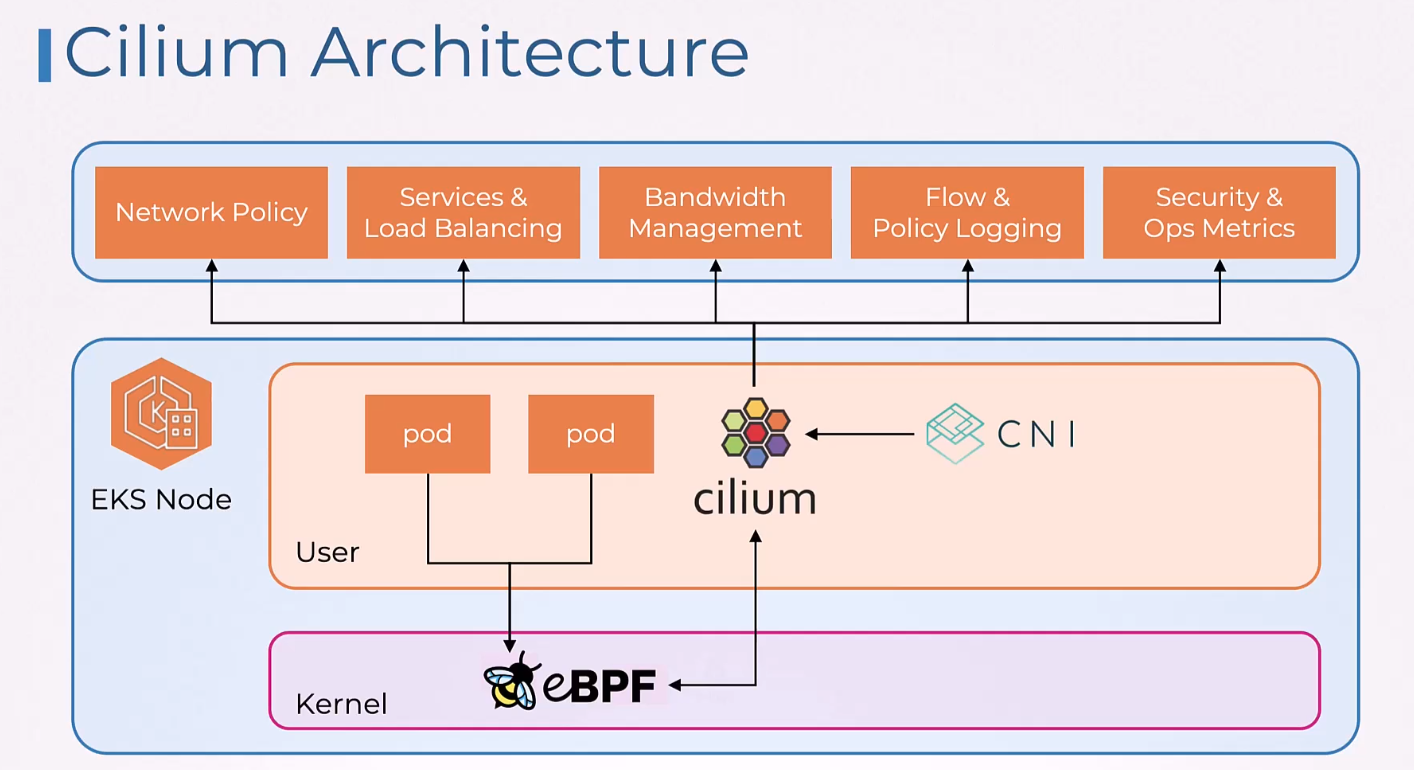 Cilium Architecture
Network Policy
Services &
Load Balancing
Bandwidth
Management
Flow &
Policy Logging
Security &
Ops Metrics
K
EKS Node
pod
pod
cilium
CNI
User
Kernel
eBPF